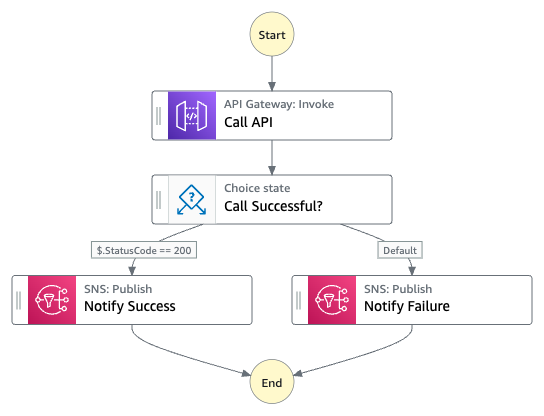 Start
API Gateway: Invoke
Call API
Choice state
Call Successful?
$.StatusCode == 200
Default
SNS: Publish
Notify Success
SNS: Publish
Notify Failure
End